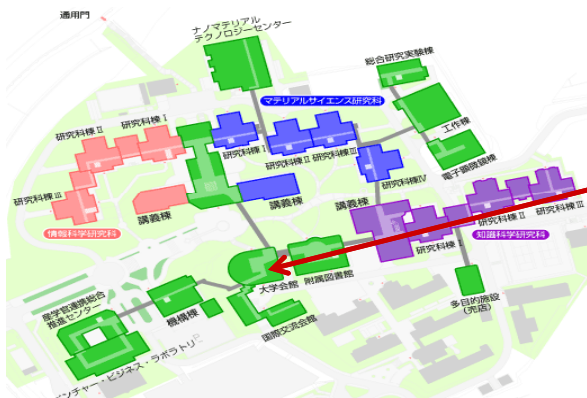 通用門
ナノマテリアル
テクノロジーセンター
総合研究実験棟
マテリアルサイエンス研究科
工作棟
研究科棟Ⅰ
研究科棟Ⅱ
研究科棟Ⅰ
研究科棟Ⅱ
研究科棟Ⅲ
電子顕微鏡棟
研究科棟Ⅲ
研究科棟Ⅳ
講義棟
講義棟
講義棟
情報科学研究科
研究科棟Ⅰ
研究科棟Ⅱ
研究科棟Ⅲ
知識科学研究科
大学会館
附属図書館
産学官連携総合
推進センター
機構棟
国際交流会館
多目的施設
(売店)
ンチャー・ビジネス・ラボラトリ